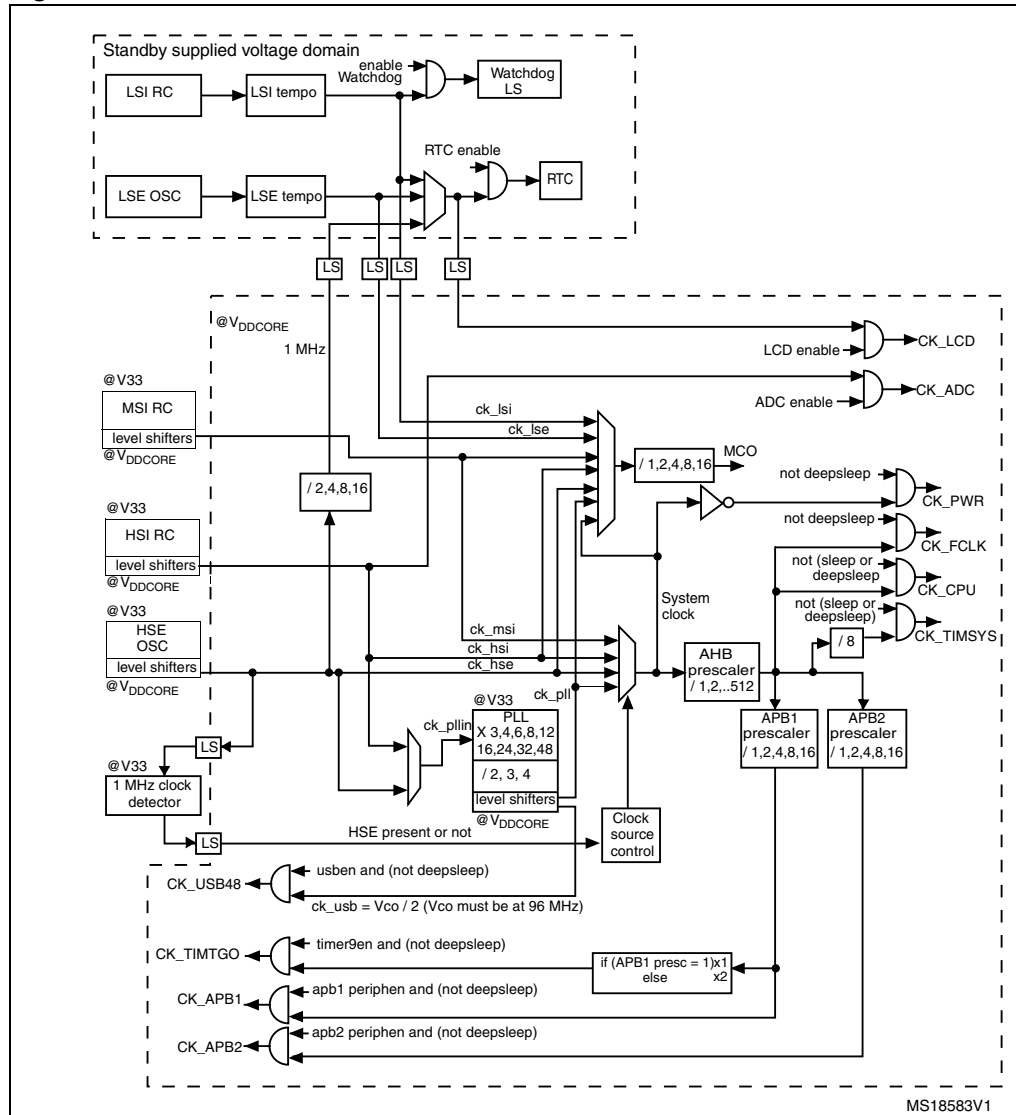 Standby supplied voltage domain
enable
Watchdog
Watchdog
LS
LSI RC
LSI tempo
RTC enable
RTC
LSE OSC
LSE tempo
LS
LS
LS
LS
@VDDCORE
1 MHz
CK_LCD
LCD enable
@V33
MSI RC
level shifters
@VDDCORE
CK_ADC
ADC enable
ck_lsi
ck_lse
/ 2,4,8,16
/ 1,2,4,8,16
MCO
not deepsleep
CK_PWR
@V33
HSI RC
level shifters
@VDDCORE
not deepsleep
CK_FCLK
not (sleep or
deepsleep
CK_CPU
System
clock
not (sleep or
deepsleep)
CK_TIMSYS
/ 8
@V33
HSE
OSC
level shifters
@VDDCORE
ck_msi
ck_hsi
ck_hse
ck_pll
AHB
prescaler
/ 1,2,..512
ck_pllin
@V33
PLL
X 3,4,6,8,12
16,24,32,48
/ 2, 3, 4
level shifters
@VDDCORE
APB1
prescaler
/ 1,2,4,8,16
APB2
prescaler
/ 1,2,4,8,16
LS
@V33
1 MHz clock
detector
LS
HSE present or not
Clock
source
control
CK_USB48
usben and (not deepsleep)
ck_usb = Vco / 2 (Vco must be at 96 MHz)
CK_TIMTGO
timer9en and (not deepsleep)
if (APB1 presc = 1)x1
else x2
CK_APB1
apb1 periphen and (not deepsleep)
CK_APB2
apb2 periphen and (not deepsleep)
MS18583V1